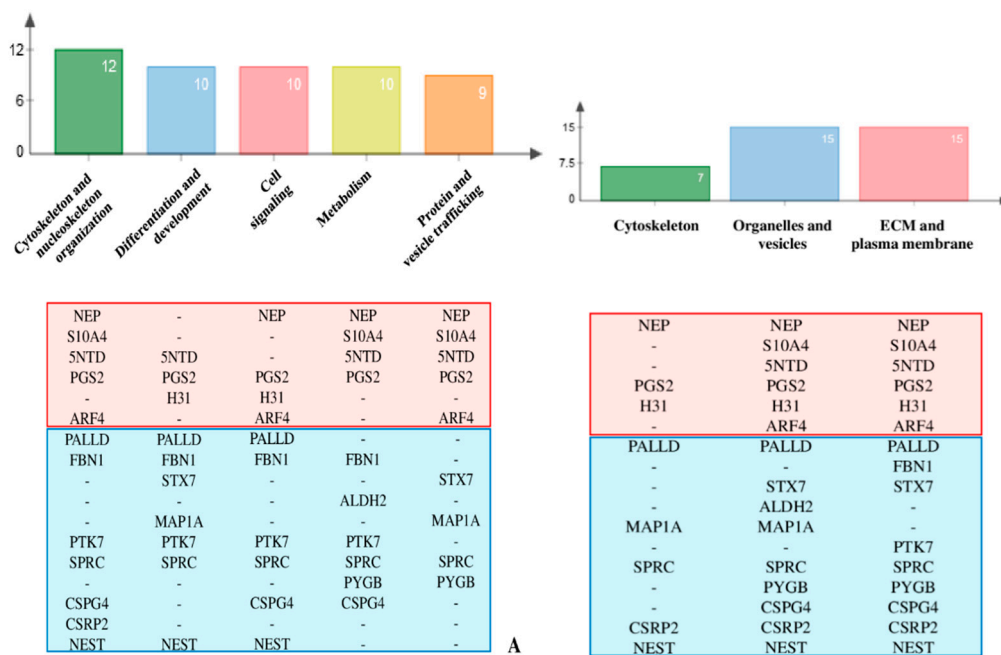 12
6
0
12
10
10
10
9
Cytoskeleton and
nucleoskeleton
organization
Differentiation and
development
Cell
signaling
Metabolism
Protein and
vesicle trafficking
15
7.5
0
7
15
15
Cytoskeleton
Organelles and
vesicles
ECM and
plasma membrane
NEP - NEP NEP NEP
S10A4 - - S10A4 S10A4
5NTD 5NTD - 5NTD 5NTD
PGS2 PGS2 PGS2 PGS2 PGS2
- H31 H31 - -
ARF4 - ARF4 - ARF4
PALLD PALLD PALLD - -
FBN1 FBN1 FBN1 FBN1 -
- STX7 - - STX7
- - - ALDH2 -
- MAP1A - - MAP1A
PTK7 PTK7 PTK7 PTK7 -
SPRC SPRC SPRC SPRC SPRC
- - - PYGB PYGB
CSPG4 - CSPG4 CSPG4 -
CSRP2 - - - -
NEST NEST NEST - -
A
NEP NEP NEP
- S10A4 S10A4
- 5NTD 5NTD
PGS2 PGS2 PGS2
H31 H31 H31
- ARF4 ARF4
PALLD PALLD PALLD
- - FBN1
- STX7 STX7
- ALDH2 -
MAP1A MAP1A -
- - PTK7
SPRC SPRC SPRC
- PYGB PYGB
- CSPG4 CSPG4
CSRP2 CSRP2 CSRP2
NEST NEST NEST